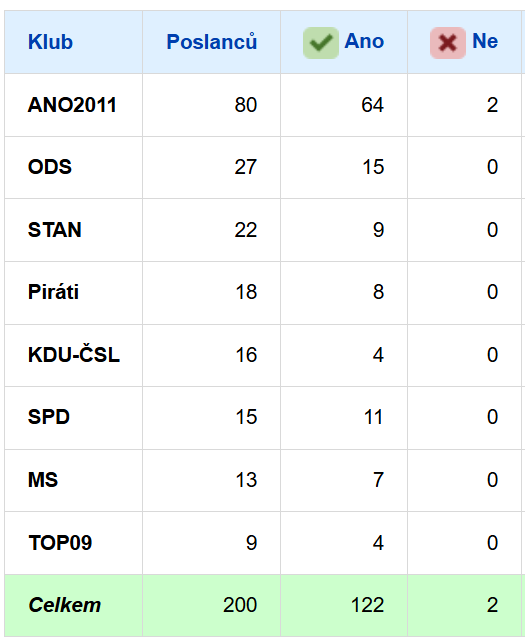 Klub Poslanců Ano Ne
ANO2011 80 64 2
ODS 27 15 0
STAN 22 9 0
Piráti 18 8 0
KDU-ČSL 16 4 0
SPD 15 11 0
MS 13 7 0
TOP09 9 4 0
Celkem 200 122 2